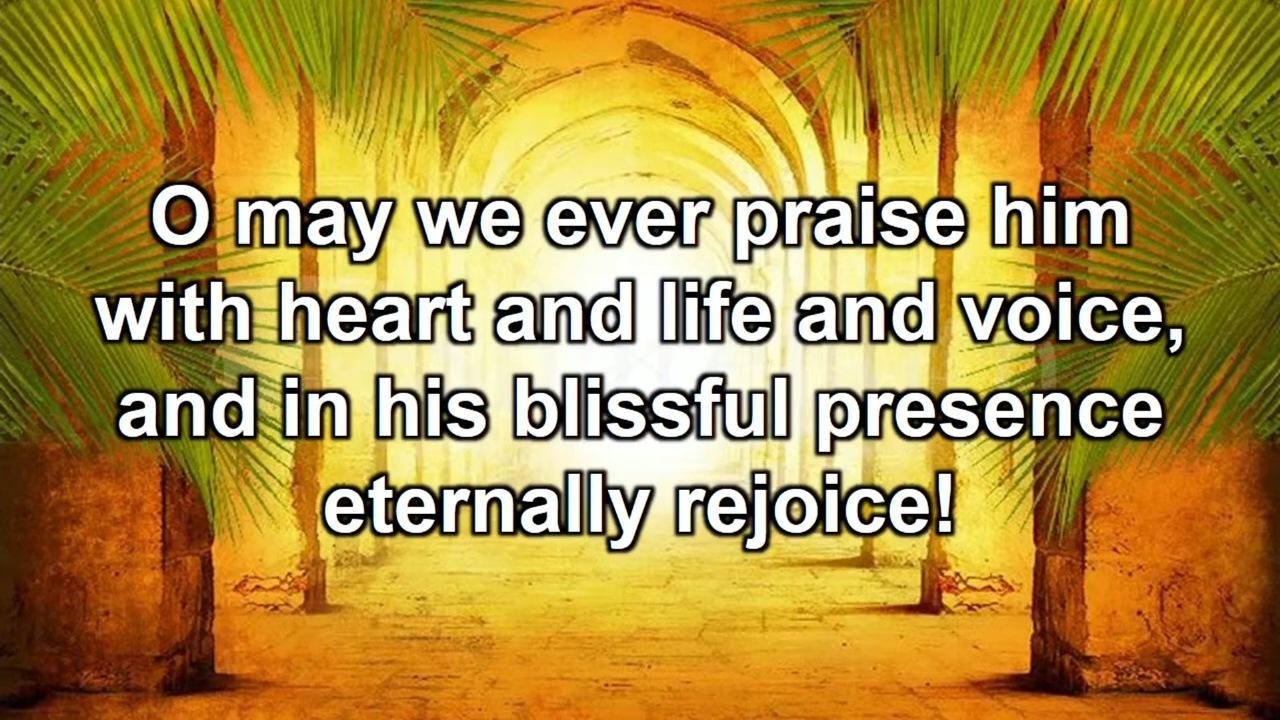 O may we ever praise him
with heart and life and voice,
and in his blissful presence
eternally rejoice!